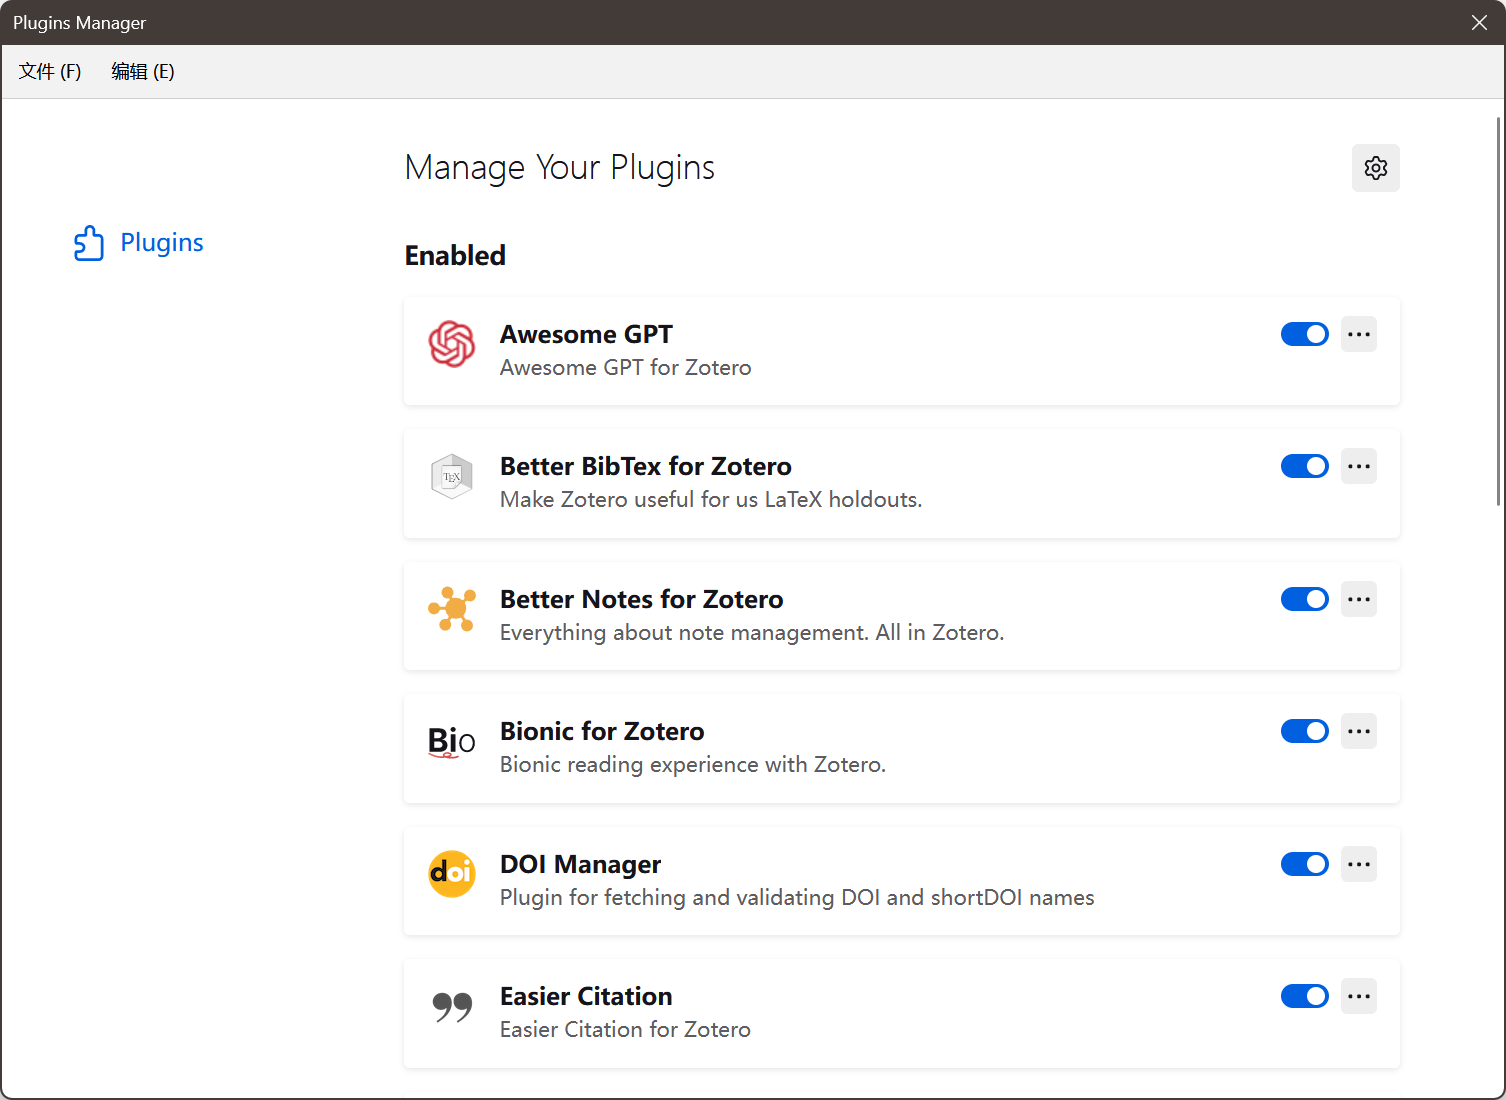 Plugins Manager
文件 (F) 编辑 (E)
Manage Your Plugins
Plugins
Enabled
Awesome GPT
Awesome GPT for Zotero
TEX
Better BibTex for Zotero
Make Zotero useful for us LaTeX holdouts.
Better Notes for Zotero
Everything about note management. All in Zotero.
Bio
Bionic for Zotero
Bionic reading experience with Zotero.
doi
DOI Manager
Plugin for fetching and validating DOI and shortDOI names
Easier Citation
Easier Citation for Zotero